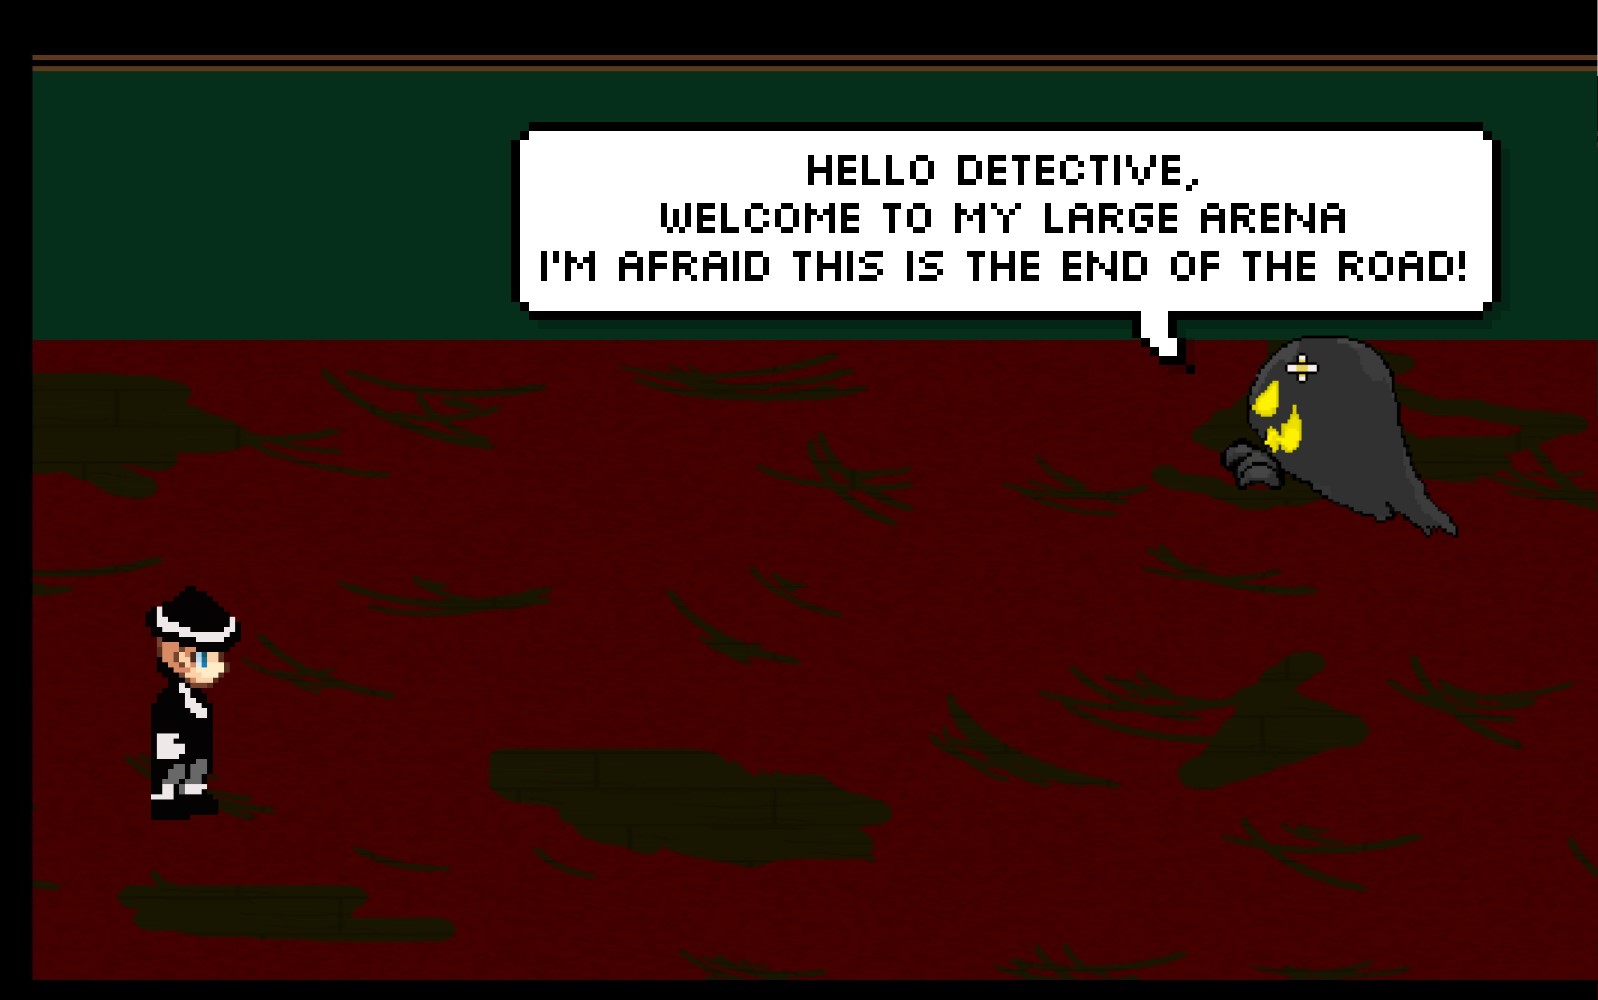 HELLO DETECTIVE,
WELCOME TO MY LARGE ARENA
I'M AFRAID THIS IS THE END OF THE ROAD!